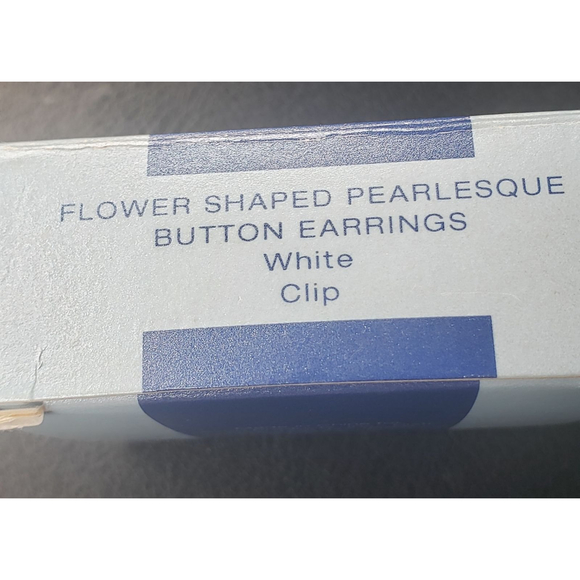 FLOWER SHAPED PEARLESQUE
BUTTON EARRINGS
White
Clip